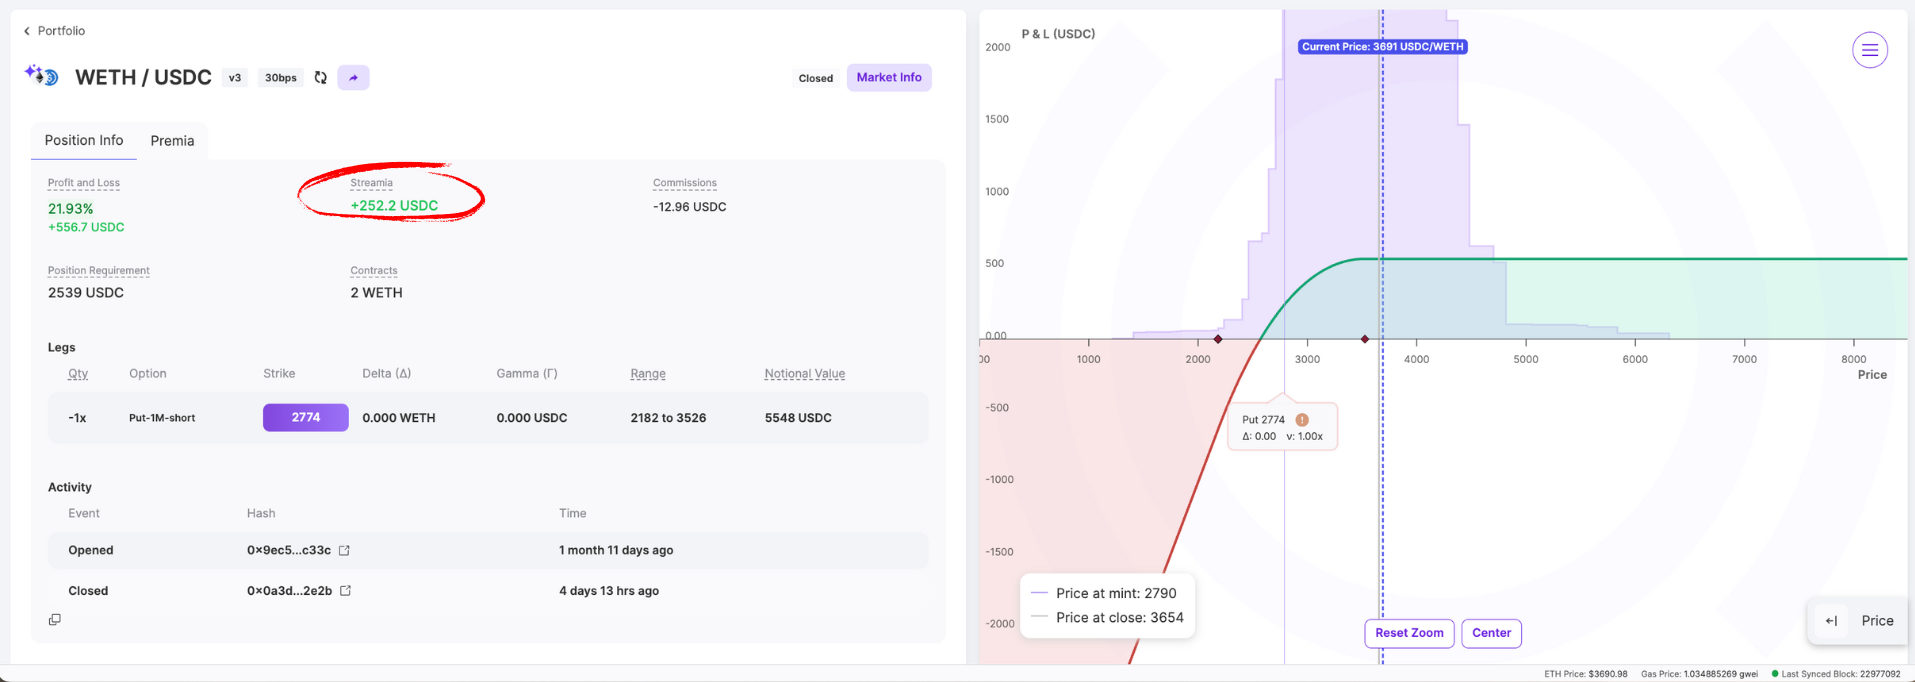 Portfolio
WETH / USDC v3 30bps
Closed Market Info
Position Info Premia
Profit and Loss Streamia Commissions
21.93% +252.2 USDC -12.96 USDC
+556.7 USDC
Position Requirement Contracts
2539 USDC 2 WETH
Legs
Qty Option Strike Delta (Δ) Gamma (Γ) Range Notional Value
-1x Put-1M-short 2774 0.000 WETH 0.000 USDC 2182 to 3526 5548 USDC
Activity
Event Hash Time
Opened 0×9ec5...c33c 1 month 11 days ago
Closed 0×0a3d...2e2b 4 days 13 hrs ago
P & L (USDC)
Current Price: 3691 USDC/WETH
2000
1500
1000
500
0.00
-500
-1000
-1500
-2000
00 1000 2000 3000 4000 5000 6000 7000 8000
Price
Put 2774 !
Δ: 0.00 v: 1.00x
Price at mint: 2790
Price at close: 3654
Reset Zoom Center
Price
ETH Price: $3690.98 Gas Price: 1.034885269 gwei Last Synced Block: 22977092